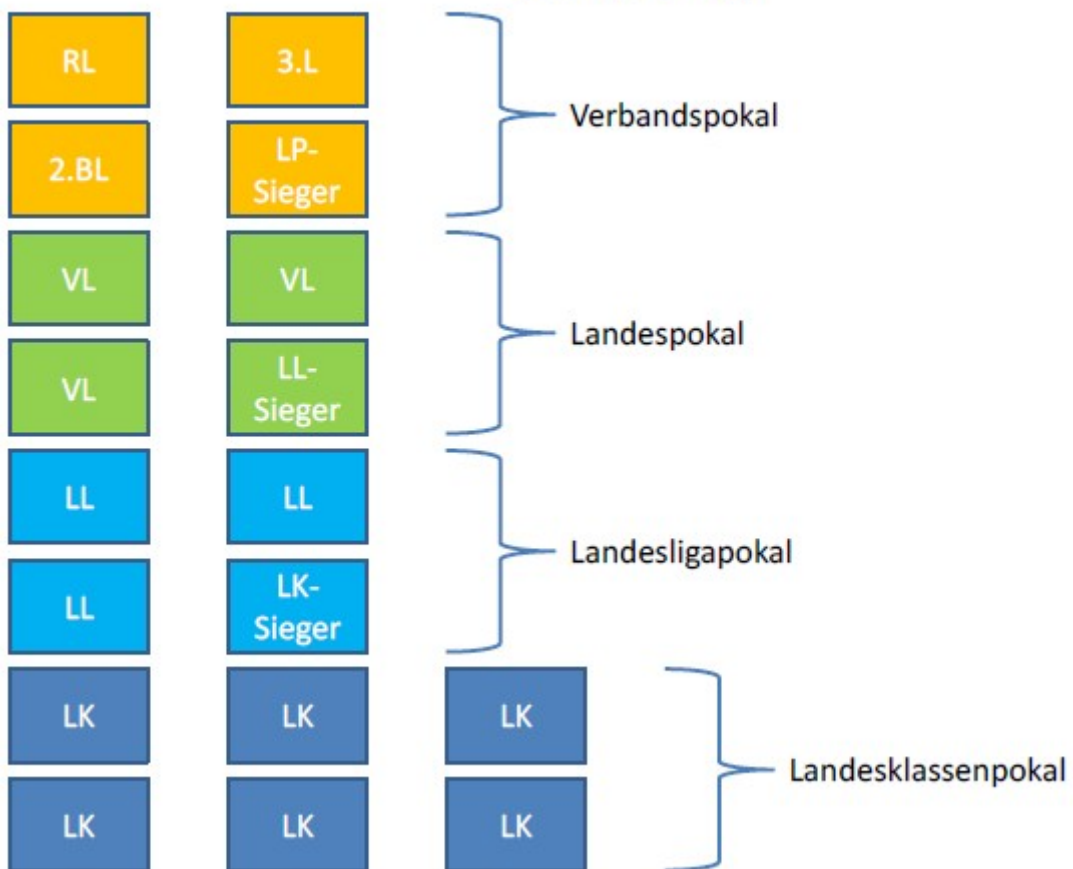 RL
3.L
Verbandspokal
2.BL
LP-
Sieger
VL
VL
Landespokal
VL
LL-
Sieger
LL
LL
Landesligapokal
LL
LK-
Sieger
LK
LK
LK
Landesklassenpokal
LK
LK
LK